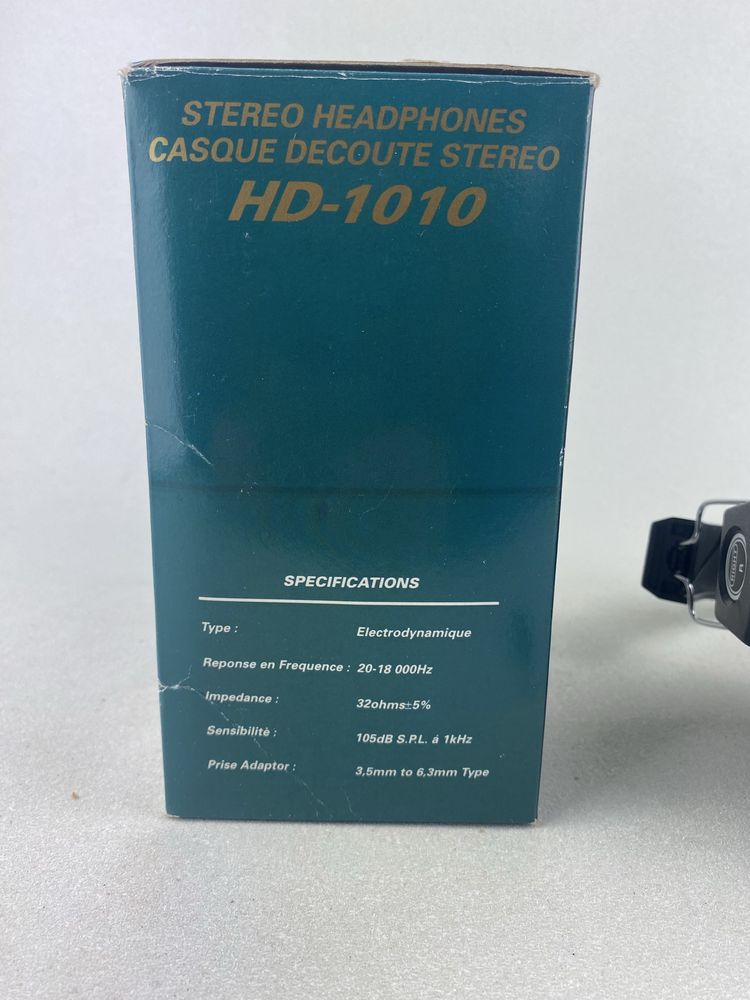 STEREO HEADPHONES
CASQUE DECOUTE STEREO
HD-1010
SPECIFICATIONS
Type : Electrodynamique
Reponse en Frequence : 20-18 000Hz
Impedance : 32ohms±5%
Sensibilitè : 105dB S.P.L. á 1kHz
Prise Adaptor : 3,5mm to 6,3mm Type
R